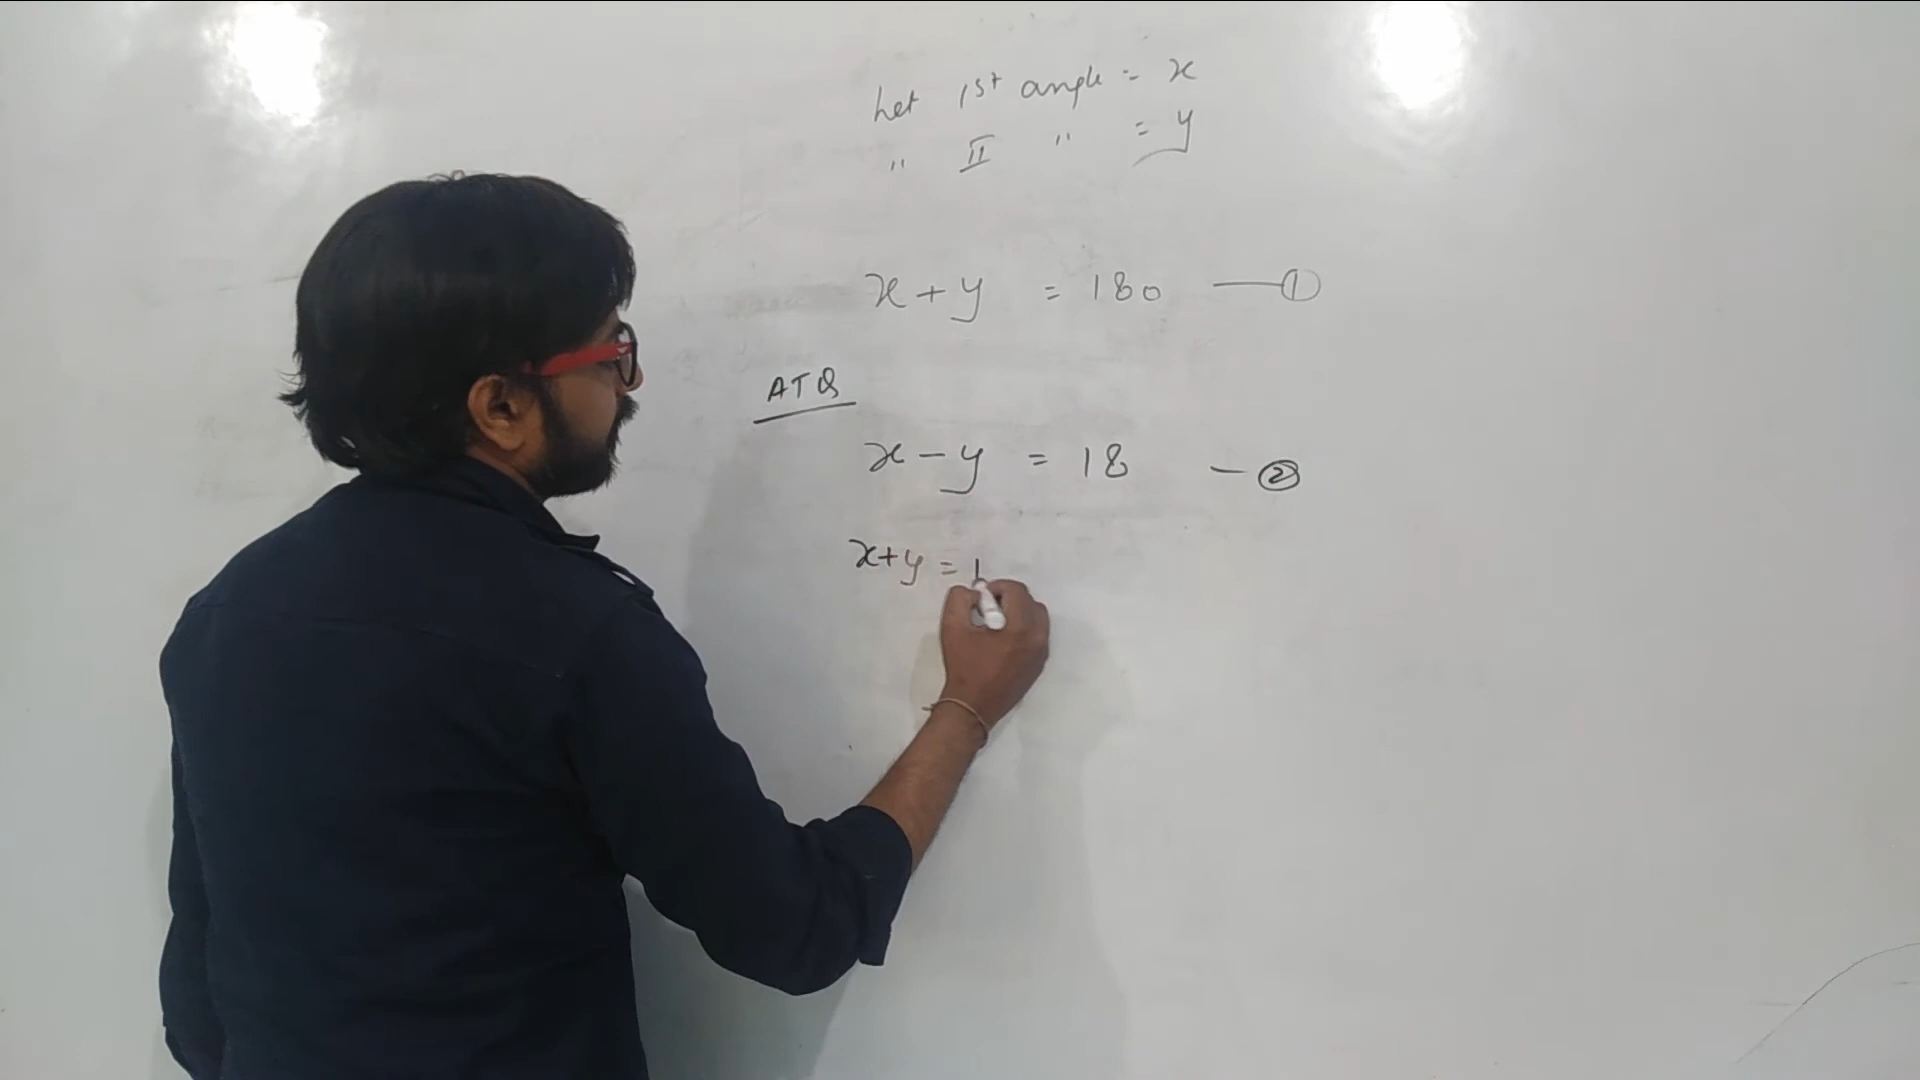 Let 1st angle = x
" II " = y
x + y = 180 — ①
ATQ
x - y = 18 - ②
x+y = 1